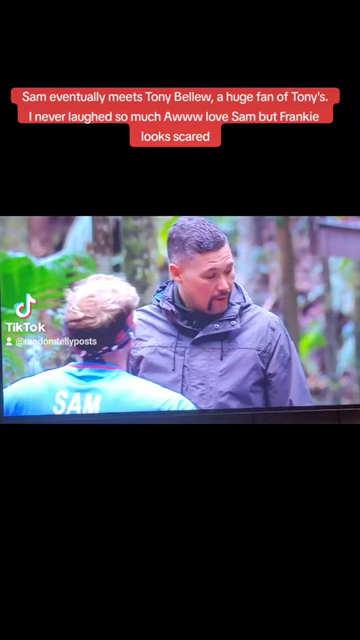 Sam eventually meets Tony Bellew, a huge fan of Tony's.
I never laughed so much Awww love Sam but Frankie
looks scared
TikTok
@randomtellyposts
SAM